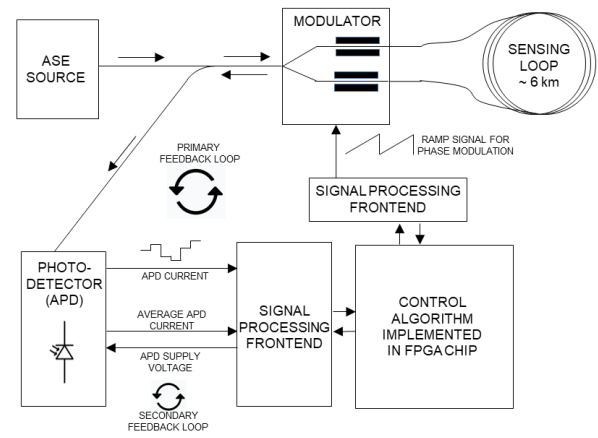 ASE
SOURCE
MODULATOR
SENSING
LOOP
~ 6 km
PRIMARY
FEEDBACK LOOP
RAMP SIGNAL FOR
PHASE MODULATION
SIGNAL PROCESSING
FRONTEND
PHOTO-
DETECTOR
(APD)
APD CURRENT
AVERAGE APD
CURRENT
APD SUPPLY
VOLTAGE
SECONDARY
FEEDBACK LOOP
SIGNAL
PROCESSING
FRONTEND
CONTROL
ALGORITHM
IMPLEMENTED
IN FPGA CHIP